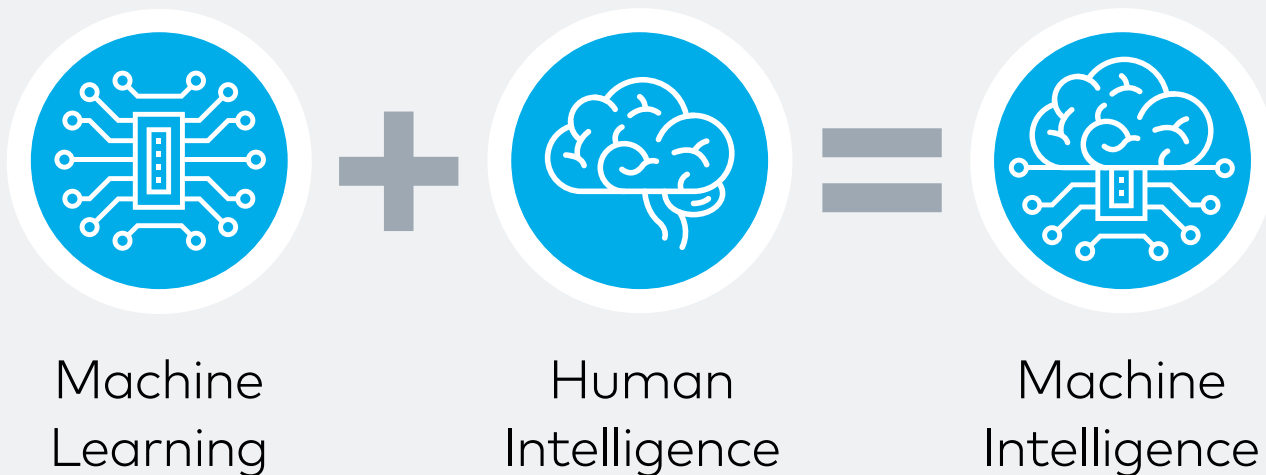 Machine
Learning
+
Human
Intelligence
=
Machine
Intelligence